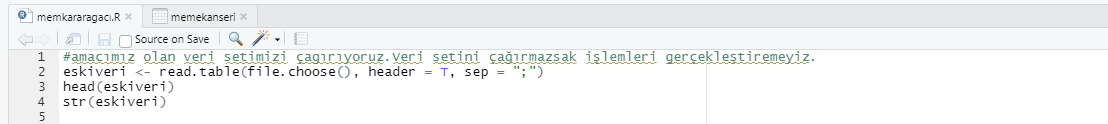 memkararagacı.R
memekanseri
Source on Save
1 #amacımız olan veri setimizi çagırıyoruz.Veri setini çağırmazsak işlemleri gerçekleştiremeyiz.
2 eskiveri <- read.table(file.choose(), header = T, sep = ";")
3 head(eskiveri)
4 str(eskiveri)
5